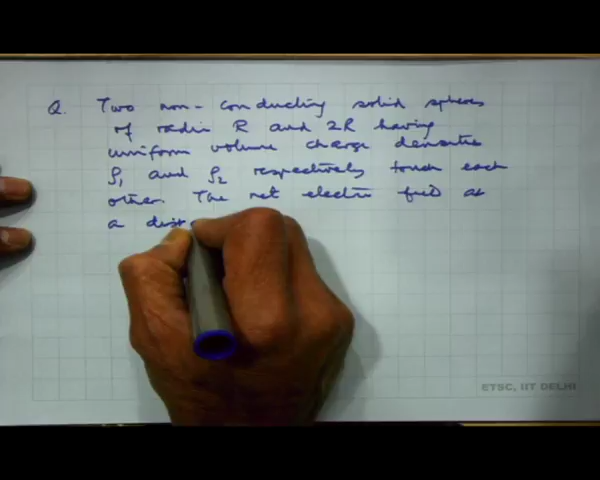 Q. Two non-conducting solid spheres
of radii R and 2R having
uniform volume charge densities
ρ₁ and ρ₂ respectively touch each
other. The net electric field at
a dist
ETSC, IIT DELHI